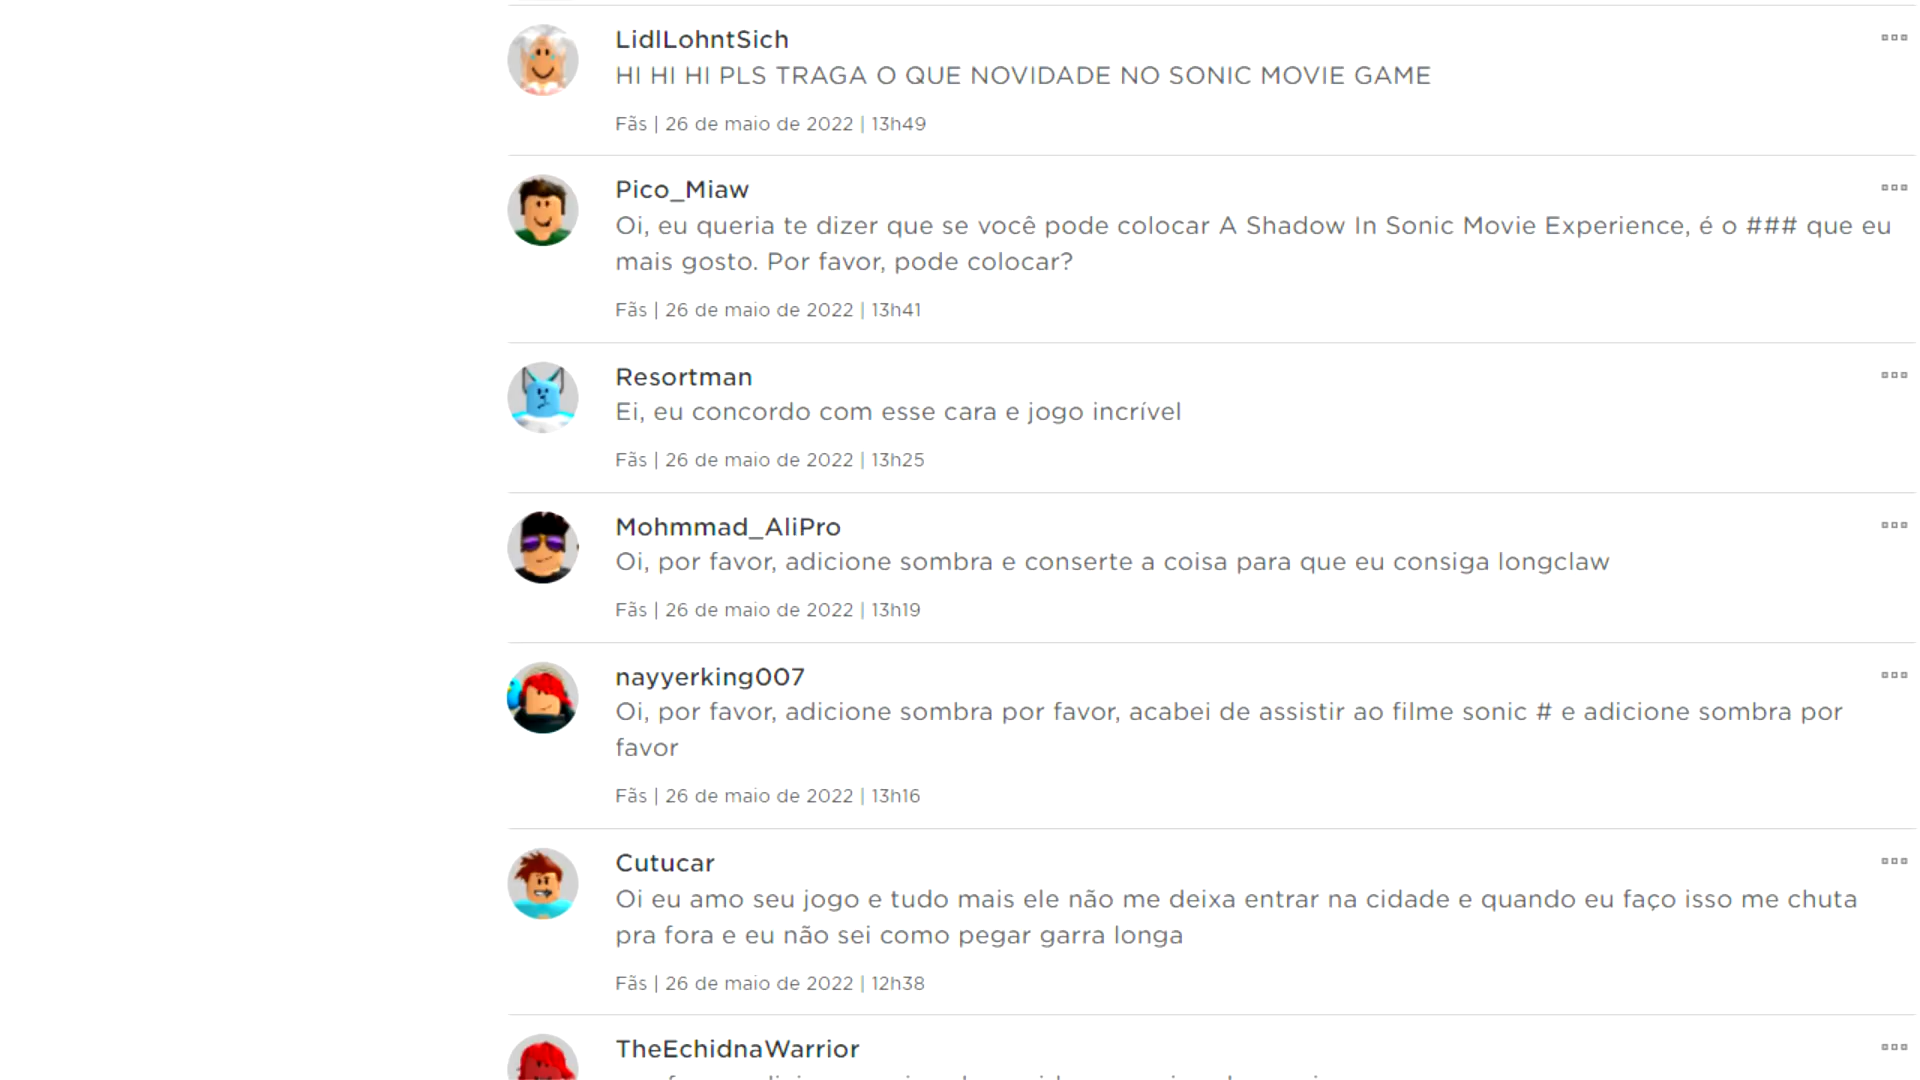 LidlLohntSich
HI HI HI PLS TRAGA O QUE NOVIDADE NO SONIC MOVIE GAME
Fãs | 26 de maio de 2022 | 13h49
Pico_Miaw
Oi, eu queria te dizer que se você pode colocar A Shadow In Sonic Movie Experience, é o ### que eu
mais gosto. Por favor, pode colocar?
Fãs | 26 de maio de 2022 | 13h41
Resortman
Ei, eu concordo com esse cara e jogo incrível
Fãs | 26 de maio de 2022 | 13h25
Mohmmad_AliPro
Oi, por favor, adicione sombra e conserte a coisa para que eu consiga longclaw
Fãs | 26 de maio de 2022 | 13h19
nayyerking007
Oi, por favor, adicione sombra por favor, acabei de assistir ao filme sonic # e adicione sombra por
favor
Fãs | 26 de maio de 2022 | 13h16
Cutucar
Oi eu amo seu jogo e tudo mais ele não me deixa entrar na cidade e quando eu faço isso me chuta
pra fora e eu não sei como pegar garra longa
Fãs | 26 de maio de 2022 | 12h38
TheEchidnaWarrior